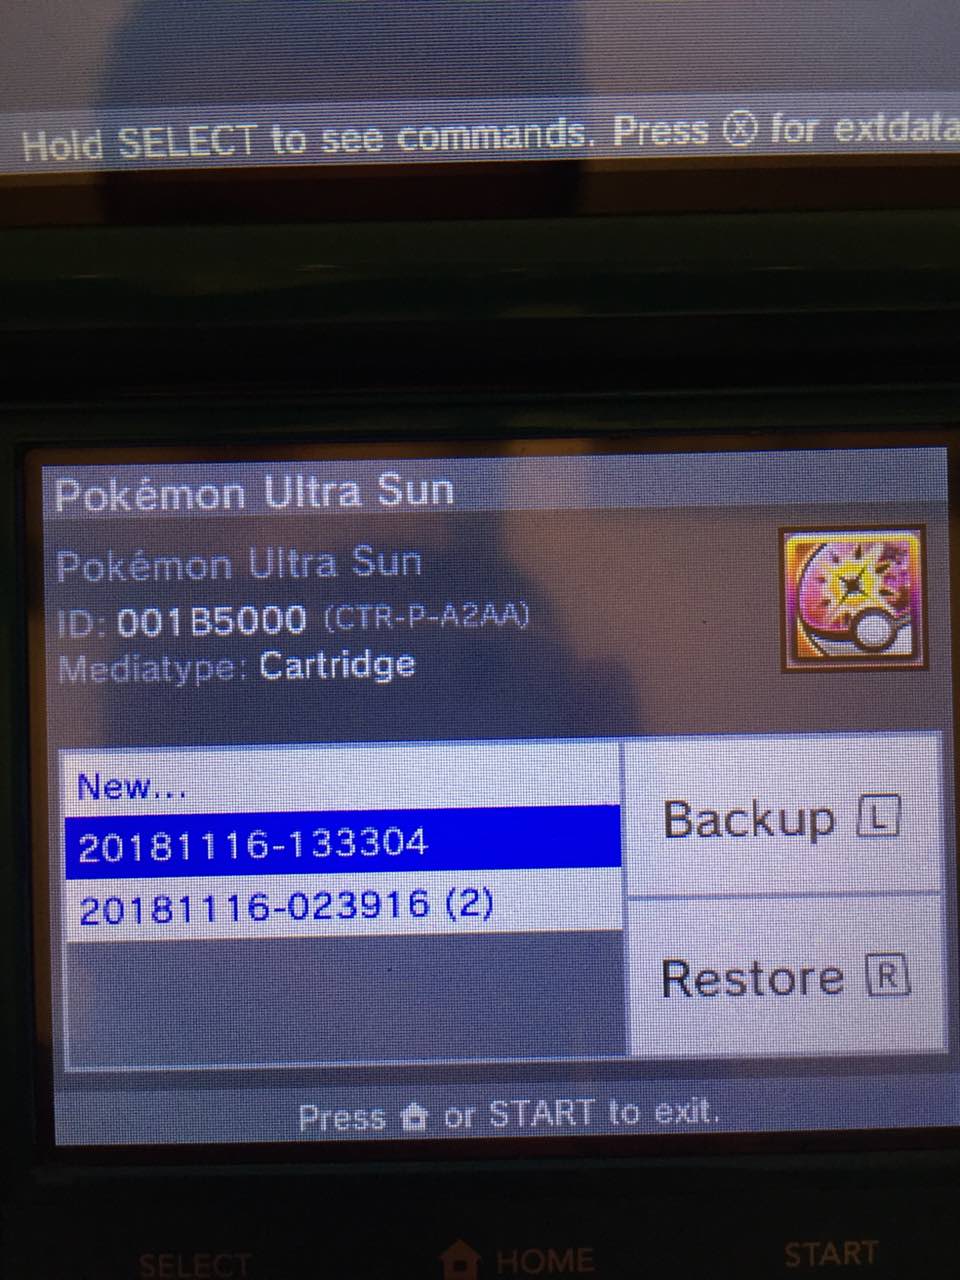 Hold SELECT to see commands. Press Ⓧ for extdata
Pokémon Ultra Sun
Pokémon Ultra Sun
ID: 001B5000 (CTR-P-A2AA)
Mediatype: Cartridge
New...
20181116-133304
20181116-023916 (2)
Backup L
Restore R
Press or START to exit.
SELECT HOME START